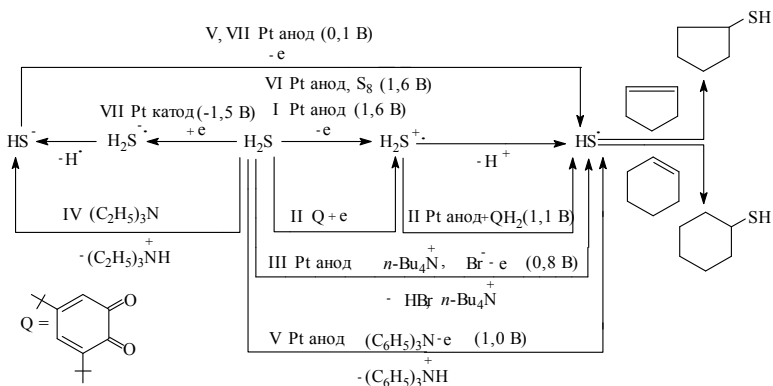 V, VII Pt анод (0,1 В)
- e
VI Pt анод, S8 (1,6 В)
VII Pt катод (-1,5 В) I Pt анод (1,6 В)
HS- H2S-· +e H2S -e H2S+· HS·
-H· -H+
SH
IV (C2H5)3N II Q +e II Pt анод+QH2(1,1 В)
-(C2H5)3N+H
III Pt анод n-Bu4N+, Br- - e (0,8 В)
SH
- HBr, n-Bu4N+
Q = O O
V Pt анод (C6H5)3N-e (1,0 В)
-(C6H5)3N+H